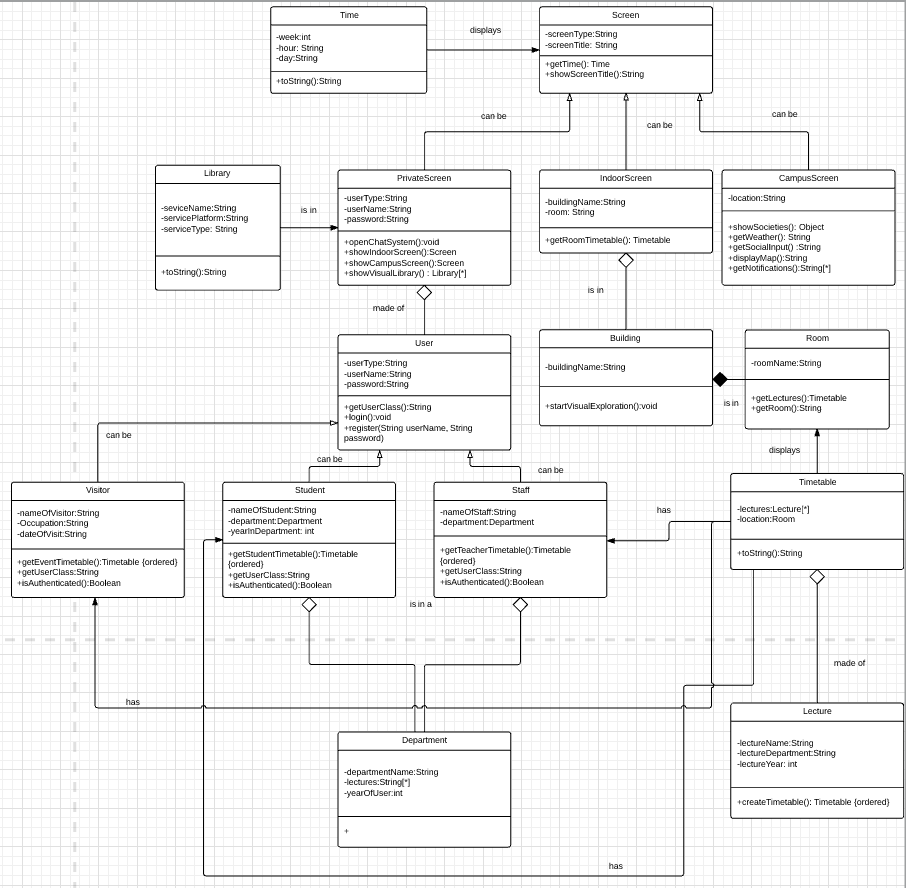 Time
-week:int
-hour: String
-day:String
+toString():String
displays
Screen
-screenType:String
-screenTitle: String
+getTime(): Time
+showScreenTitle():String
can be
can be
can be
Library
-seviceName:String
-servicePlatform:String
-serviceType: String
+toString():String
is in
PrivateScreen
-userType:String
-userName:String
-password:String
+openChatSystem():void
+showIndoorScreen():Screen
+showCampusScreen():Screen
+showVisualLibrary() : Library[*]
IndoorScreen
-buildingName:String
-room: String
+getRoomTimetable(): Timetable
CampusScreen
-location:String
+showSocieties(): Object
+getWeather(): String
+getSocialInput() :String
+displayMap():String
+getNotifications():String[*]
made of
is in
User
-userType:String
-userName:String
-password:String
+getUserClass():String
+login():void
+register(String userName, String
password)
Building
-buildingName:String
+startVisualExploration():void
is in
Room
-roomName:String
+getLectures():Timetable
+getRoom():String
can be
can be
can be
displays
Visitor
-nameOfVisitor:String
-Occupation:String
-dateOfVisit:String
+getEventTimetable():Timetable {ordered}
+getUserClass:String
+isAuthenticated():Boolean
Student
-nameOfStudent:String
-department:Department
-yearInDepartment: int
+getStudentTimetable():Timetable
{ordered}
+getUserClass:String
+isAuthenticated():Boolean
Staff
-nameOfStaff:String
-department:Department
+getTeacherTimetable():Timetable
{ordered}
+getUserClass:String
+isAuthenticated():Boolean
has
Timetable
-lectures:Lecture[*]
-location:Room
+toString():String
is in a
made of
has
Department
-departmentName:String
-lectures:String[*]
-yearOfUser:int
+
Lecture
-lectureName:String
-lectureDepartment:String
-lectureYear: int
+createTimetable(): Timetable {ordered}
has